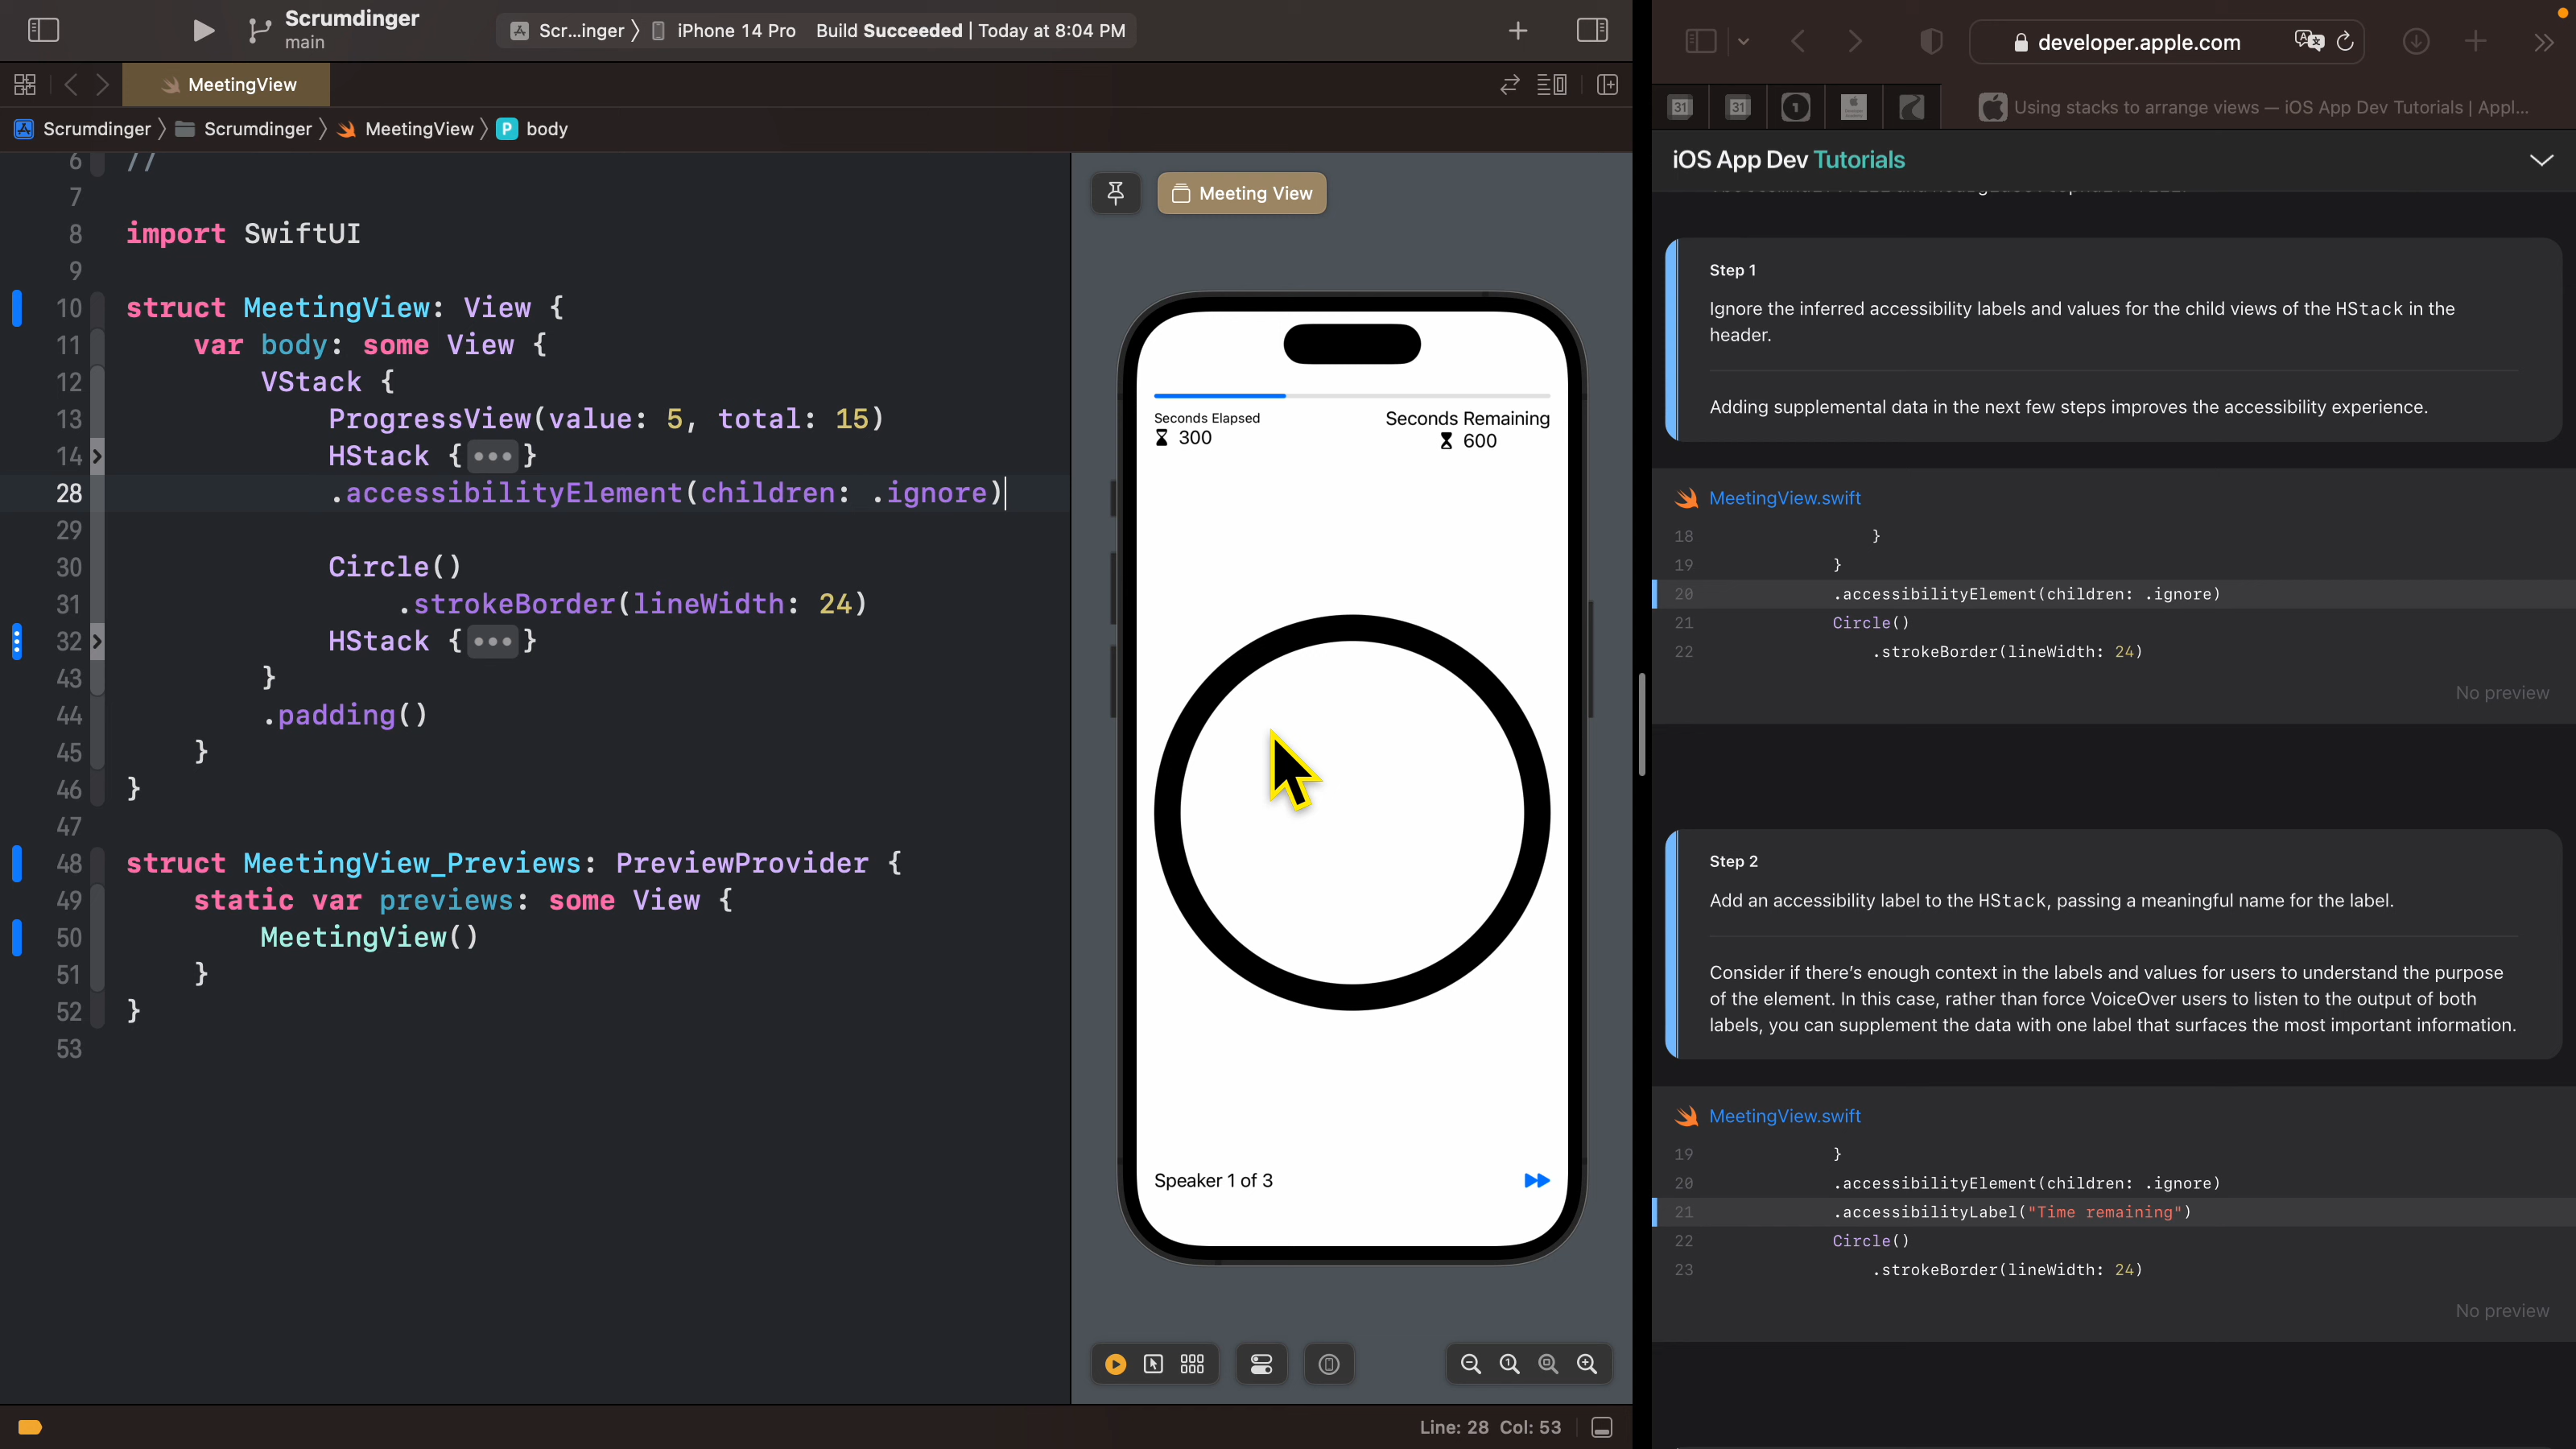 Scrumdinger
main
Scr...inger 〉 iPhone 14 Pro Build Succeeded | Today at 8:04 PM
MeetingView
Scrumdinger 〉 Scrumdinger 〉 MeetingView 〉 P body
6 //
7
8 import SwiftUI
9
10 struct MeetingView: View {
11 var body: some View {
12 VStack {
13 ProgressView(value: 5, total: 15)
14 HStack {•••}
28 .accessibilityElement(children: .ignore)
29
30 Circle()
31 .strokeBorder(lineWidth: 24)
32 HStack {•••}
43 }
44 .padding()
45 }
46 }
47
48 struct MeetingView_Previews: PreviewProvider {
49 static var previews: some View {
50 MeetingView()
51 }
52 }
53
Line: 28 Col: 53
Meeting View
Seconds Elapsed
300
Seconds Remaining
600
Speaker 1 of 3
developer.apple.com
31
31
1
Using stacks to arrange views — iOS App Dev Tutorials | Appl...
iOS App Dev Tutorials
Step 1
Ignore the inferred accessibility labels and values for the child views of the HStack in the
header.
Adding supplemental data in the next few steps improves the accessibility experience.
MeetingView.swift
18 }
19 }
20 .accessibilityElement(children: .ignore)
21 Circle()
22 .strokeBorder(lineWidth: 24)
No preview
Step 2
Add an accessibility label to the HStack, passing a meaningful name for the label.
Consider if there's enough context in the labels and values for users to understand the purpose
of the element. In this case, rather than force VoiceOver users to listen to the output of both
labels, you can supplement the data with one label that surfaces the most important information.
MeetingView.swift
19 }
20 .accessibilityElement(children: .ignore)
21 .accessibilityLabel("Time remaining")
22 Circle()
23 .strokeBorder(lineWidth: 24)
No preview